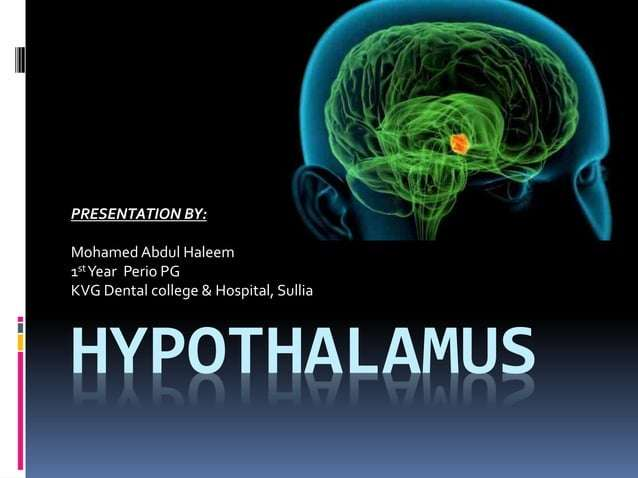 PRESENTATION BY:
Mohamed Abdul Haleem
1st Year Perio PG
KVG Dental college & Hospital, Sullia
HYPOTHALAMUS